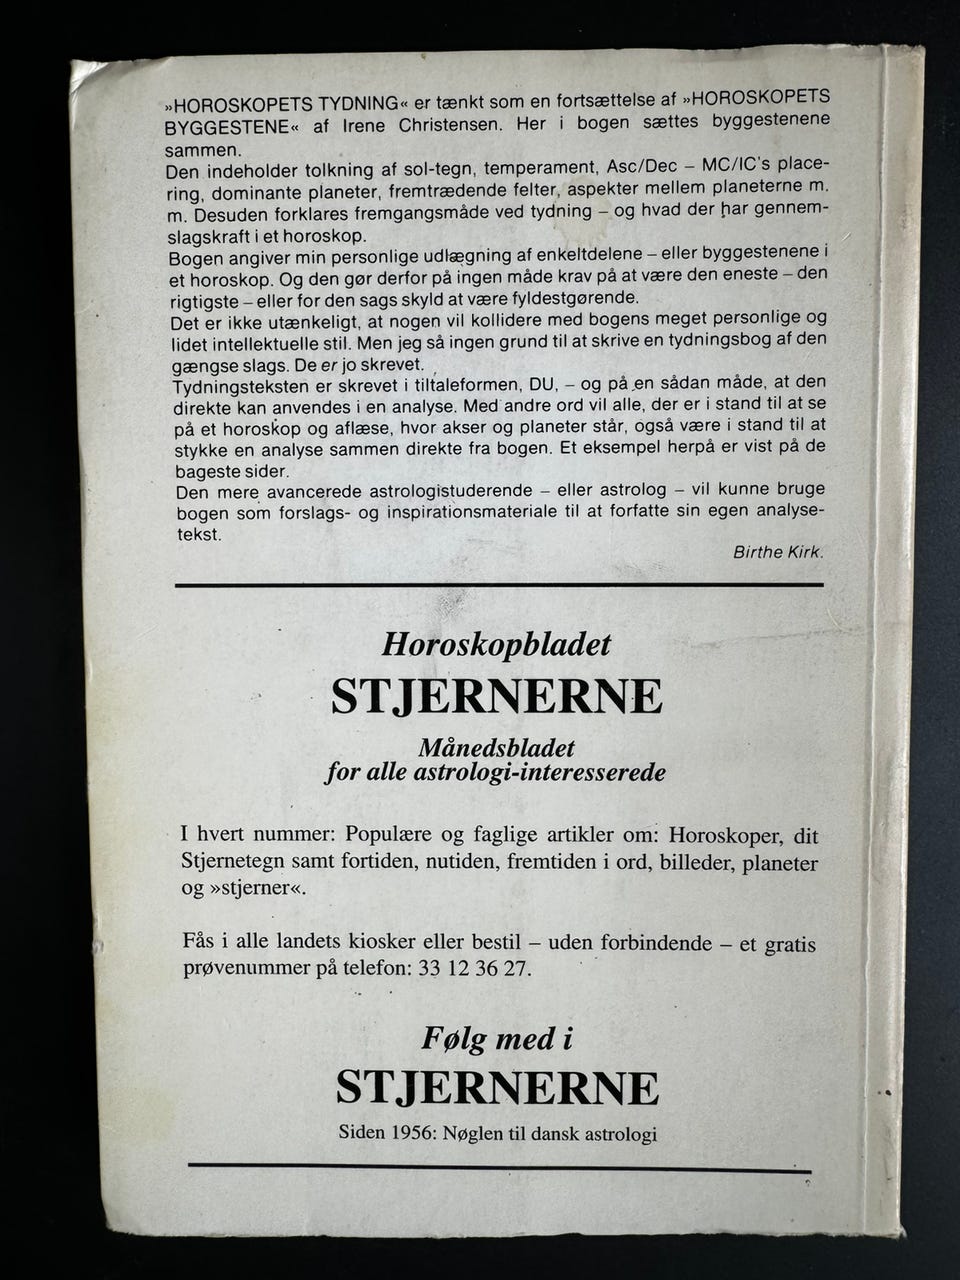 »HOROSKOPETS TYDNING« er tænkt som en fortsættelse af »HOROSKOPETS
BYGGESTENE« af Irene Christensen. Her i bogen sættes byggestenene
sammen.
Den indeholder tolkning af sol-tegn, temperament, Asc/Dec – MC/IC's place-
ring, dominante planeter, fremtrædende felter, aspekter mellem planeterne m.
m. Desuden forklares fremgangsmåde ved tydning – og hvad der har gennem-
slagskraft i et horoskop.
Bogen angiver min personlige udlægning af enkeltdelene – eller byggestenene i
et horoskop. Og den gør derfor på ingen måde krav på at være den eneste – den
rigtigste – eller for den sags skyld at være fyldestgørende.
Det er ikke utænkeligt, at nogen vil kollidere med bogens meget personlige og
lidet intellektuelle stil. Men jeg så ingen grund til at skrive en tydningsbog af den
gængse slags. De er jo skrevet.
Tydningsteksten er skrevet i tiltaleformen, DU, – og på en sådan måde, at den
direkte kan anvendes i en analyse. Med andre ord vil alle, der er i stand til at se
på et horoskop og aflæse, hvor akser og planeter står, også være i stand til at
stykke en analyse sammen direkte fra bogen. Et eksempel herpå er vist på de
bageste sider.
Den mere avancerede astrologistuderende – eller astrolog – vil kunne bruge
bogen som forslags- og inspirationsmateriale til at forfatte sin egen analyse-
tekst.
Birthe Kirk.
Horoskopbladet
STJERNERNE
Månedsbladet
for alle astrologi-interesserede
I hvert nummer: Populære og faglige artikler om: Horoskoper, dit
Stjernetegn samt fortiden, nutiden, fremtiden i ord, billeder, planeter
og »stjerner«.
Fås i alle landets kiosker eller bestil – uden forbindende – et gratis
prøvenummer på telefon: 33 12 36 27.
Følg med i
STJERNERNE
Siden 1956: Nøglen til dansk astrologi